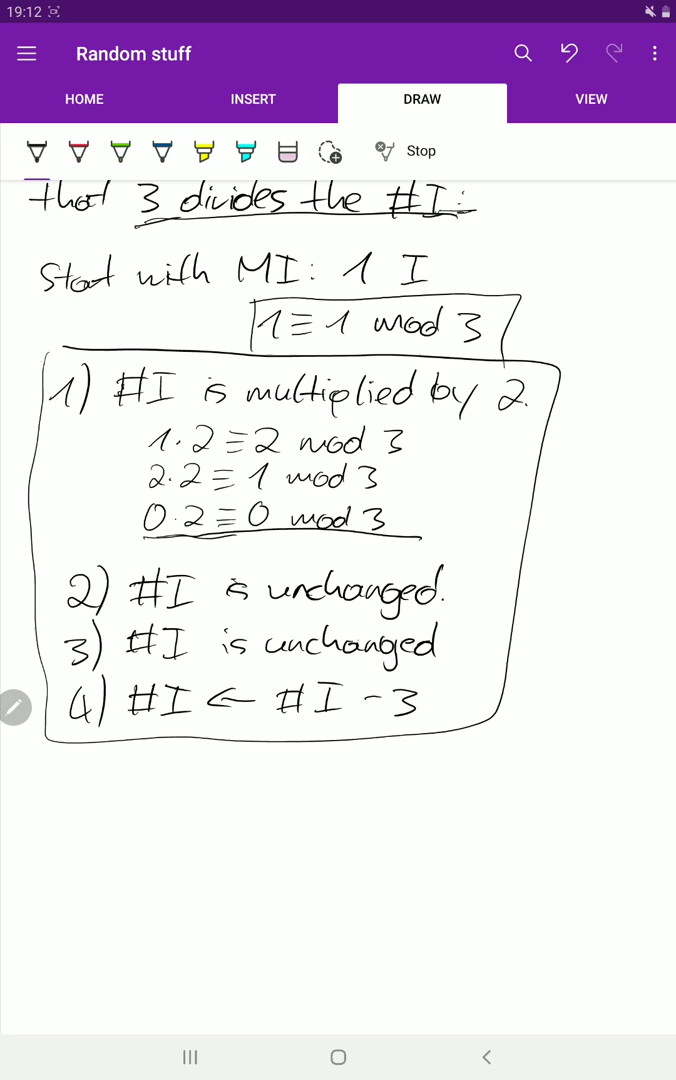 19:12
Random stuff
HOME INSERT DRAW VIEW
Stop
that 3 divides the #I:
Start with MI: 1 I
1 ≡ 1 mod 3
1) #I is multiplied by 2.
1·2 ≡ 2 mod 3
2·2 ≡ 1 mod 3
0·2 ≡ 0 mod 3
2) #I is unchanged.
3) #I is unchanged
4) #I ← #I - 3